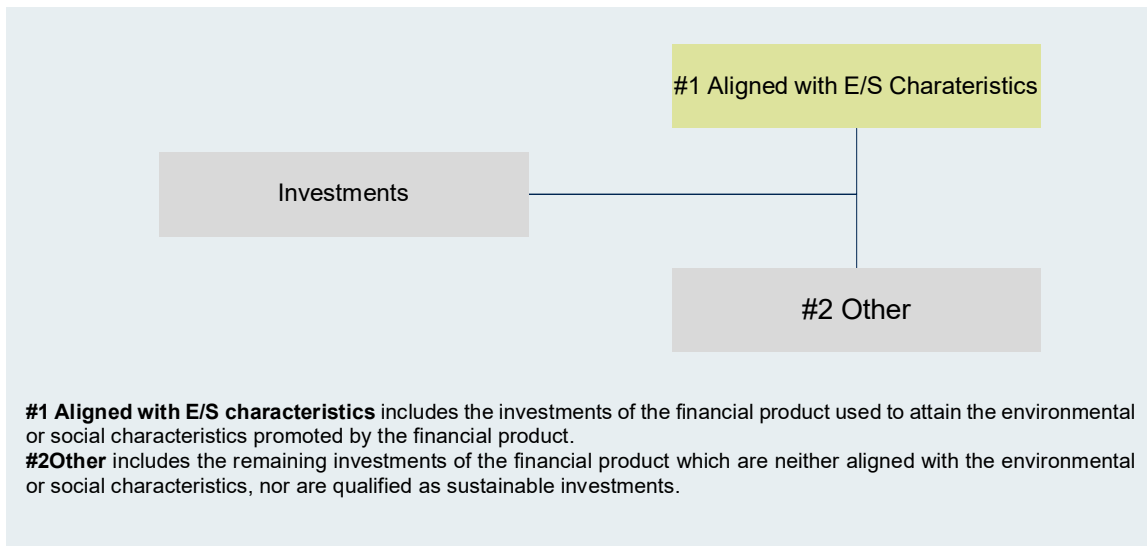 #1 Aligned with E/S Charateristics
Investments
#2 Other
#1 Aligned with E/S characteristics includes the investments of the financial product used to attain the environmental
or social characteristics promoted by the financial product.
#2Other includes the remaining investments of the financial product which are neither aligned with the environmental
or social characteristics, nor are qualified as sustainable investments.